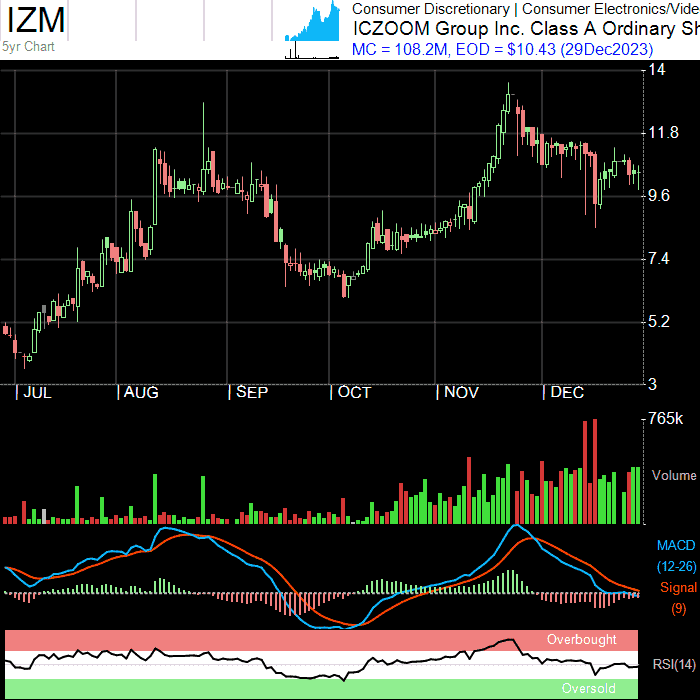 IZM
5yr Chart
Consumer Discretionary | Consumer Electronics/Vide
ICZOOM Group Inc. Class A Ordinary Sh
MC = 108.2M, EOD = $10.43 (29Dec2023)
14
11.8
9.6
7.4
5.2
3
JUL AUG SEP OCT NOV DEC
765k
Volume
MACD
(12-26)
Signal
(9)
Overbought
RSI(14)
Oversold